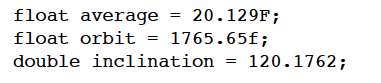 float average = 20.129F;
float orbit = 1765.65f;
double inclination = 120.1762;